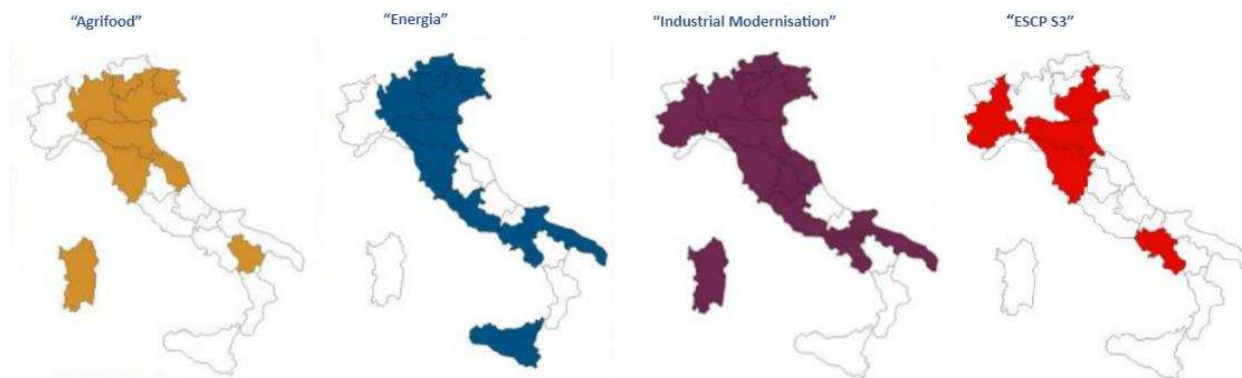 “Agrifood”
“Energia”
“Industrial Modernisation”
“ESCP S3”